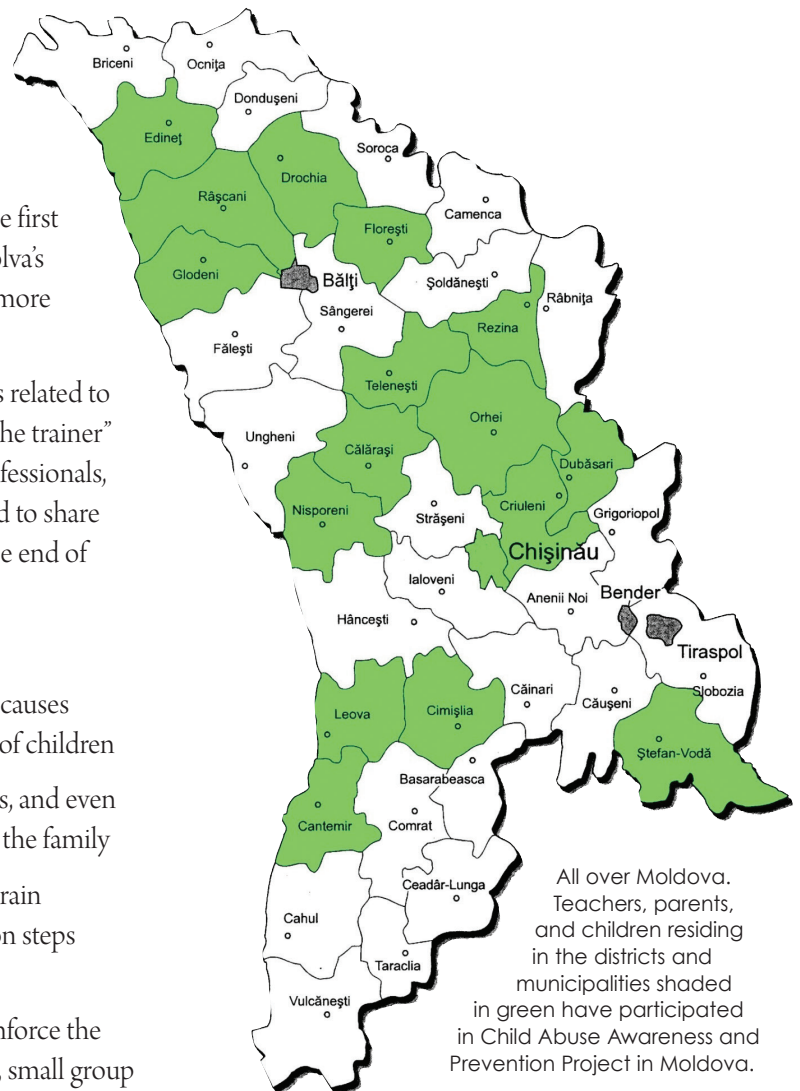 e first
olva's
more
s related to
he trainer"
fessionals,
d to share
e end of
causes
of children
s, and even
the family
rain
on steps
nforce the
, small group
Briceni
Ocniţa
Donduşeni
Edineţ
Soroca
Drochia
Râşcani
Camenca
Floreşti
Glodeni
Bălţi
Şoldăneşti
Râbniţa
Sângerei
Rezina
Făleşti
Teleneşti
Orhei
Ungheni
Călăraşi
Dubăsari
Criuleni
Nisporeni
Străşeni
Grigoriopol
Chişinău
Ialoveni
Anenii Noi
Bender
Hânceşti
Tiraspol
Căinari
Căuşeni
Slobozia
Leova
Cimişlia
Ştefan-Vodă
Basarabeasca
Cantemir
Comrat
Ceadâr-Lunga
Cahul
Taraclia
Vulcăneşti
All over Moldova.
Teachers, parents,
and children residing
in the districts and
municipalities shaded
in green have participated
in Child Abuse Awareness and
Prevention Project in Moldova.